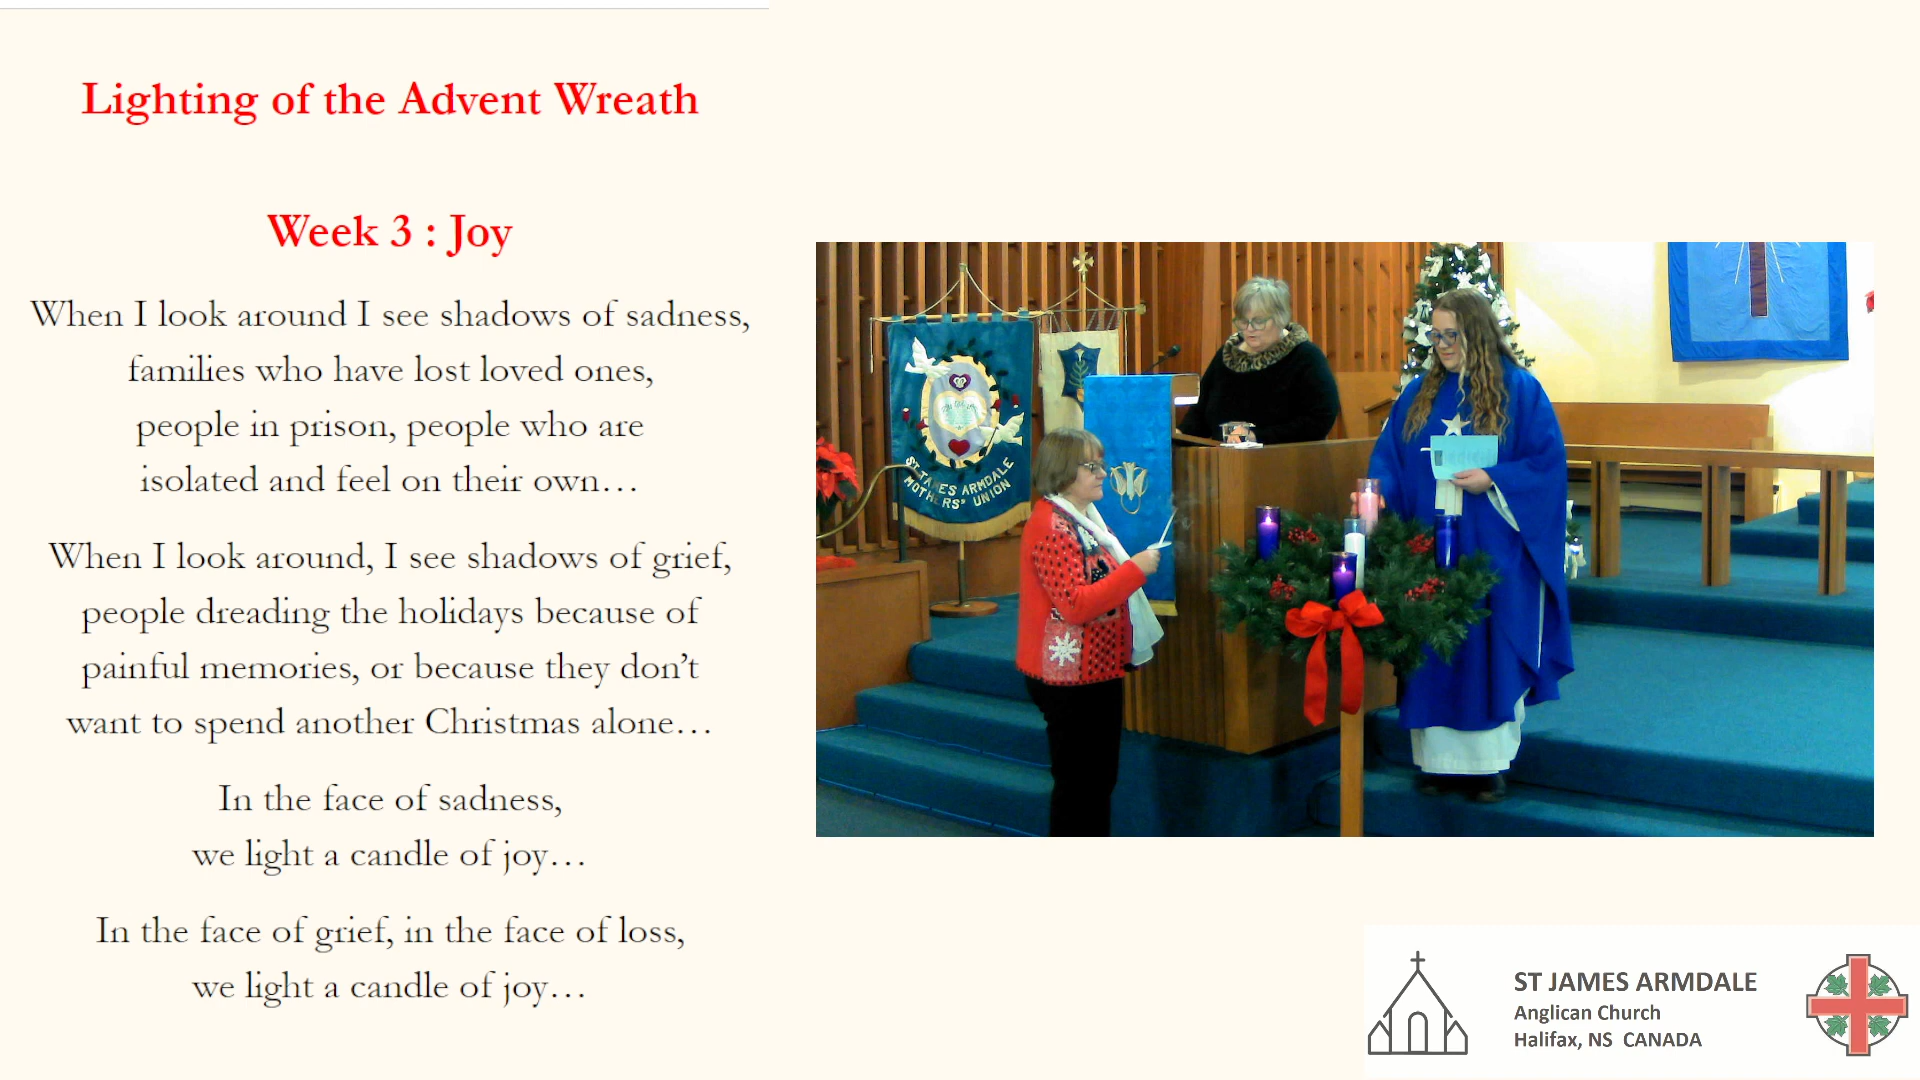 Lighting of the Advent Wreath
Week 3 : Joy
When I look around I see shadows of sadness,
families who have lost loved ones,
people in prison, people who are
isolated and feel on their own…
When I look around, I see shadows of grief,
people dreading the holidays because of
painful memories, or because they don’t
want to spend another Christmas alone…
In the face of sadness,
we light a candle of joy…
In the face of grief, in the face of loss,
we light a candle of joy…
ST JAMES ARMDALE
MOTHERS' UNION
ST JAMES ARMDALE
Anglican Church
Halifax, NS CANADA